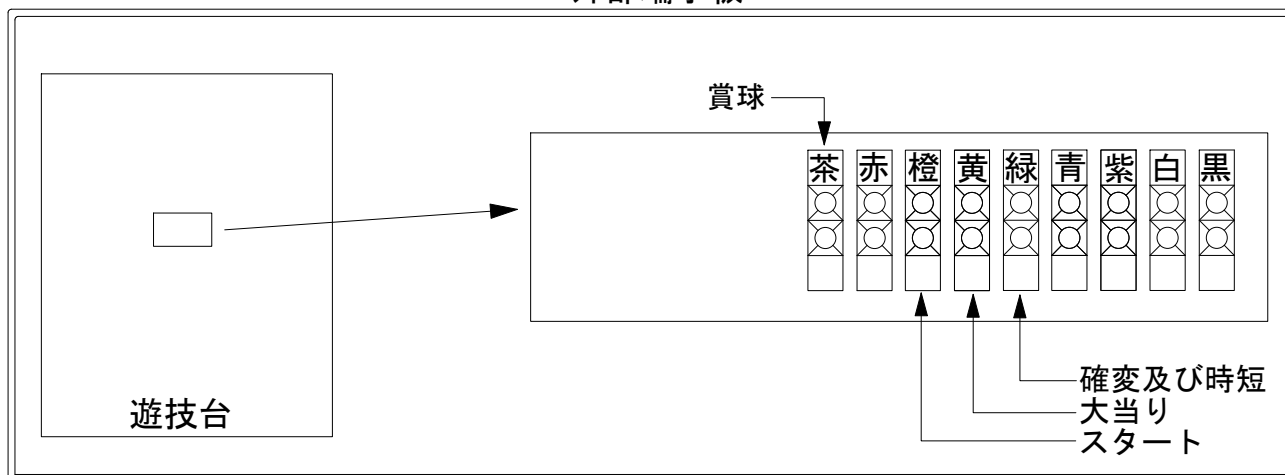 賞球
茶 赤 橙 黄 緑 青 紫 白 黒
確変及び時短
大当り
スタート
遊技台